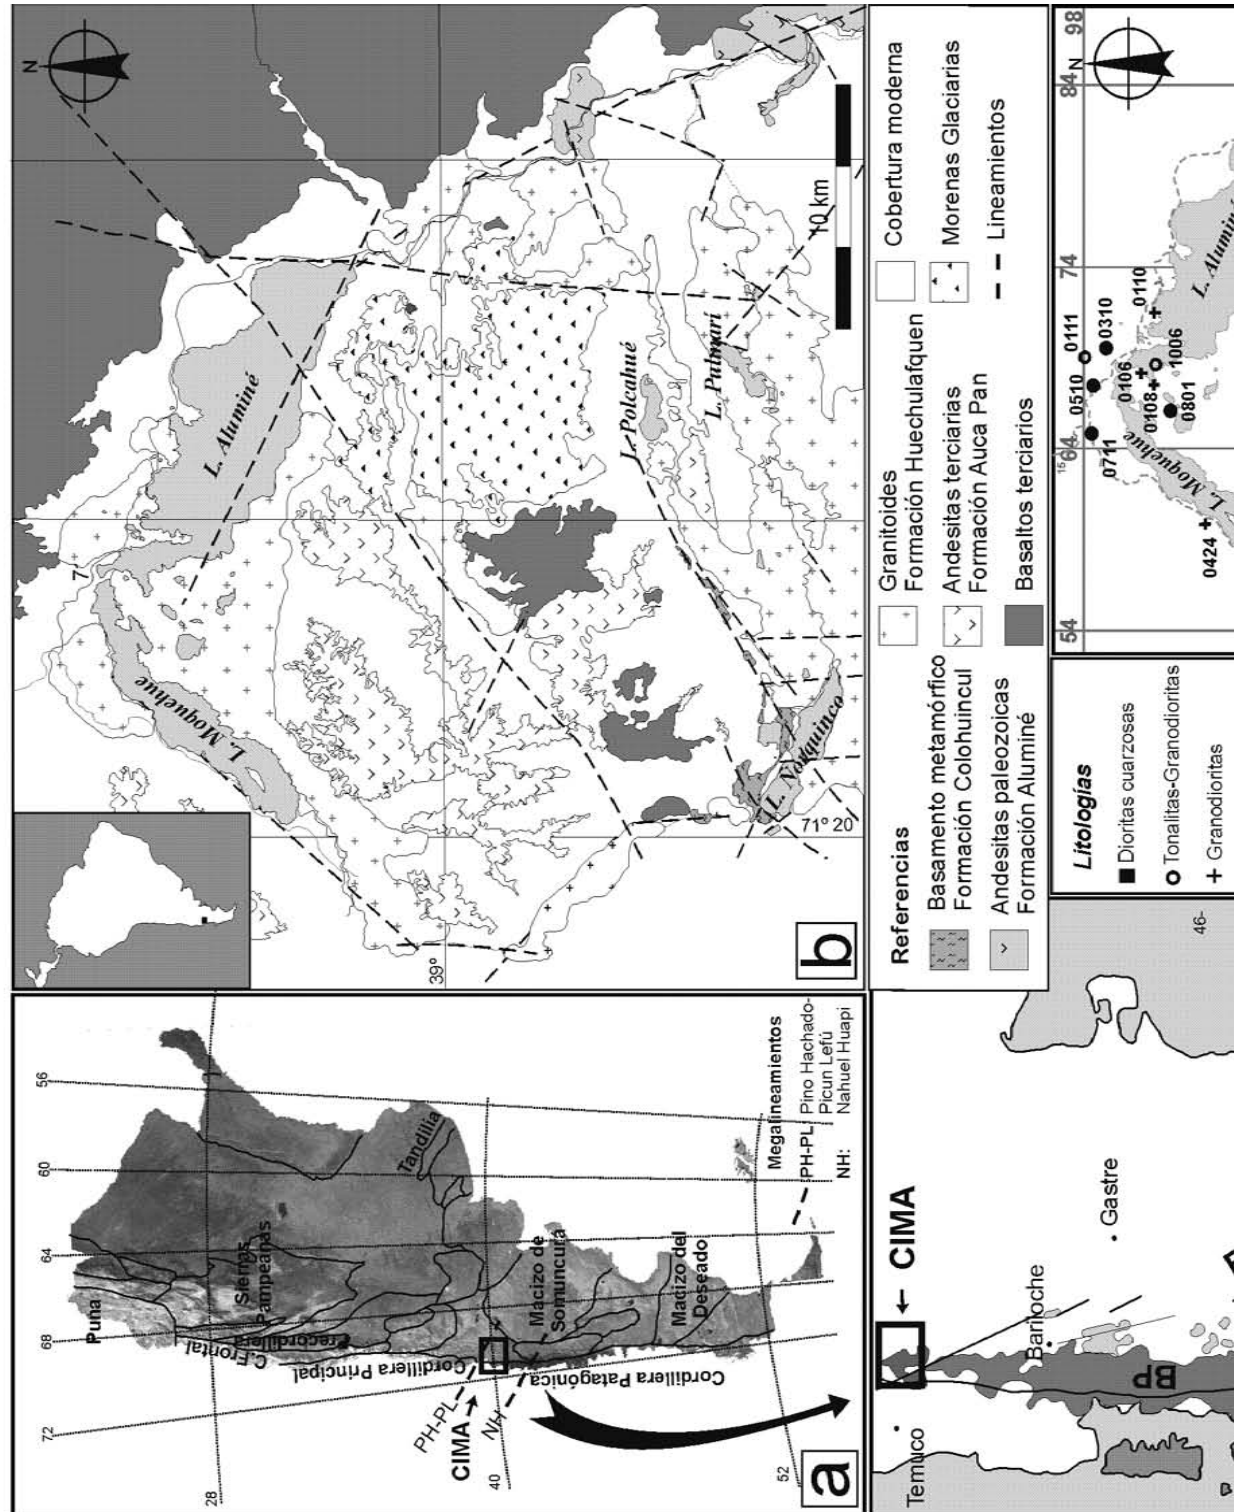 a
72
68
64
60
56
28
40
52
Puna
C. Frontal
Precordillera
Sierras
Pampeanas
Cordillera Principal
Tandilia
PH-PL
CIMA
NH
Macizo de
Somuncurá
Macizo del
Deseado
Cordillera Patagónica
Megalineamientos
PH-PL
Pino Hachado-
Picun Lefú
NH:
Nahuel Huapi
b
N
L. Moquehue
L. Aluminé
L. Polcahué
L. Pulmarí
L. Ñorquinco
39º
71º 20
7
10 km
Referencias
Basamento metamórfico
Formación Colohuincul
Andesitas paleozoicas
Formación Aluminé
Granitoides
Formación Huechulafquen
Andesitas terciarias
Formación Auca Pan
Basaltos terciarios
Cobertura moderna
Morenas Glaciarias
Lineamientos
Temuco
CIMA
Bariloche
Gastre
BP
46-
Litologías
Dioritas cuarzosas
Tonalitas-Granodioritas
Granodioritas
54
64
74
84
98
N
0424
0711
0510
0111
0310
0106
0108
0110
1006
0801
L. Moquehue
L. Aluminé